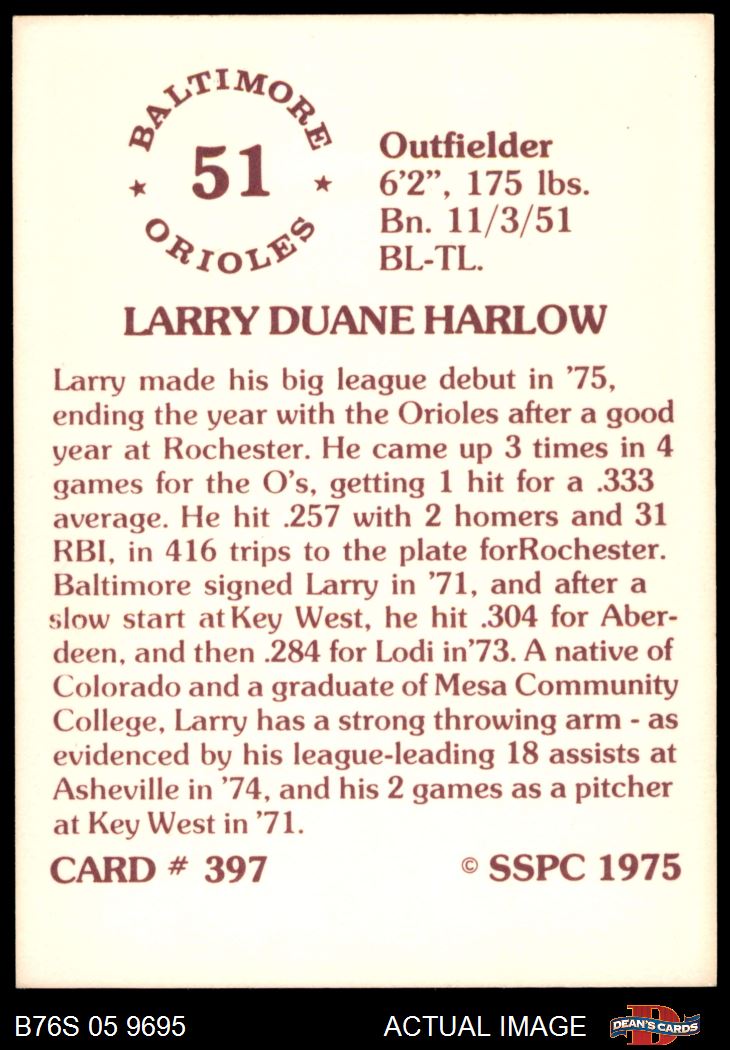 BALTIMORE
51
ORIOLES
Outfielder
6'2", 175 lbs.
Bn. 11/3/51
BL-TL.
LARRY DUANE HARLOW
Larry made his big league debut in '75,
ending the year with the Orioles after a good
year at Rochester. He came up 3 times in 4
games for the O's, getting 1 hit for a .333
average. He hit .257 with 2 homers and 31
RBI, in 416 trips to the plate forRochester.
Baltimore signed Larry in '71, and after a
slow start at Key West, he hit .304 for Aber-
deen, and then .284 for Lodi in'73. A native of
Colorado and a graduate of Mesa Community
College, Larry has a strong throwing arm - as
evidenced by his league-leading 18 assists at
Asheville in '74, and his 2 games as a pitcher
at Key West in '71.
CARD # 397 © SSPC 1975
B76S 05 9695 ACTUAL IMAGE D DEAN'S CARDS